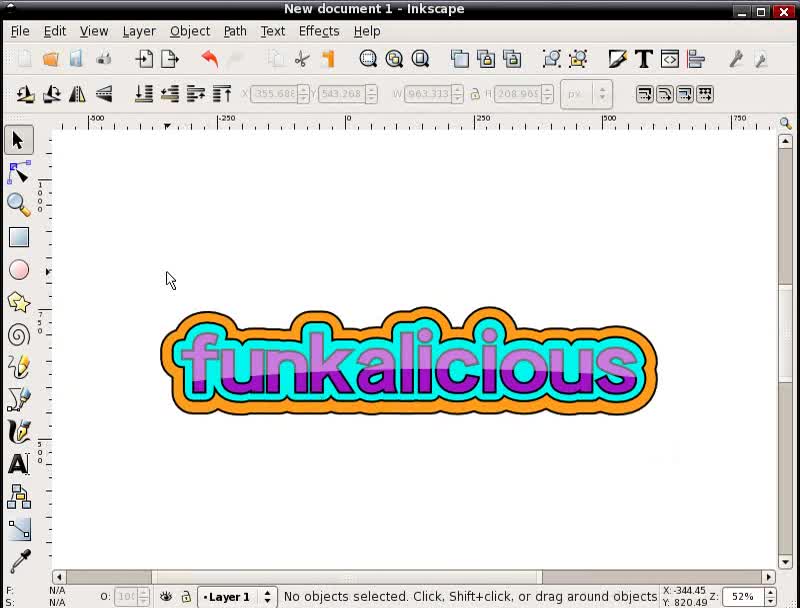 New document 1 - Inkscape
File Edit View Layer Object Path Text Effects Help
X 355.688 Y 543.268 W 963.313 H 208.968 px
-500 -250 0 250 500 750
1000
750
500
funkalicious
F: N/A
S: N/A
O: 100
•Layer 1
No objects selected. Click, Shift+click, or drag around objects
X: -344.45
Y: 820.49
Z: 52%